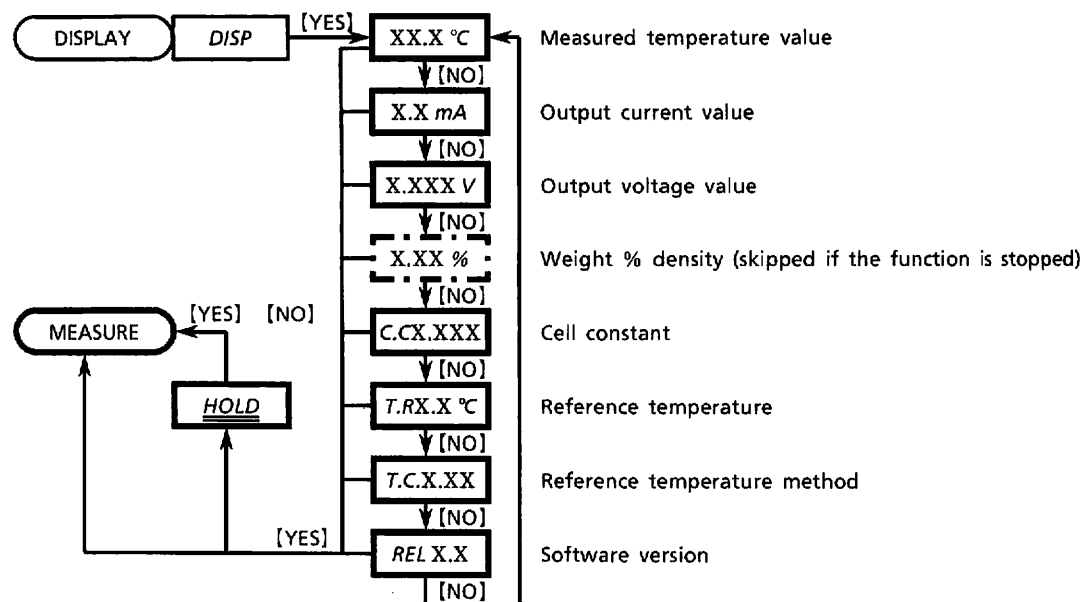 DISPLAY DISP [YES] XX.X °C Measured temperature value
[NO]
X.X mA Output current value
[NO]
X.XXX V Output voltage value
[NO]
X.XX % Weight % density (skipped if the function is stopped)
[NO]
MEASURE [YES] [NO] C.CX.XXX Cell constant
[NO]
HOLD T.RX.X °C Reference temperature
[NO]
T.C.X.XX Reference temperature method
[NO]
[YES] REL X.X Software version
[NO]